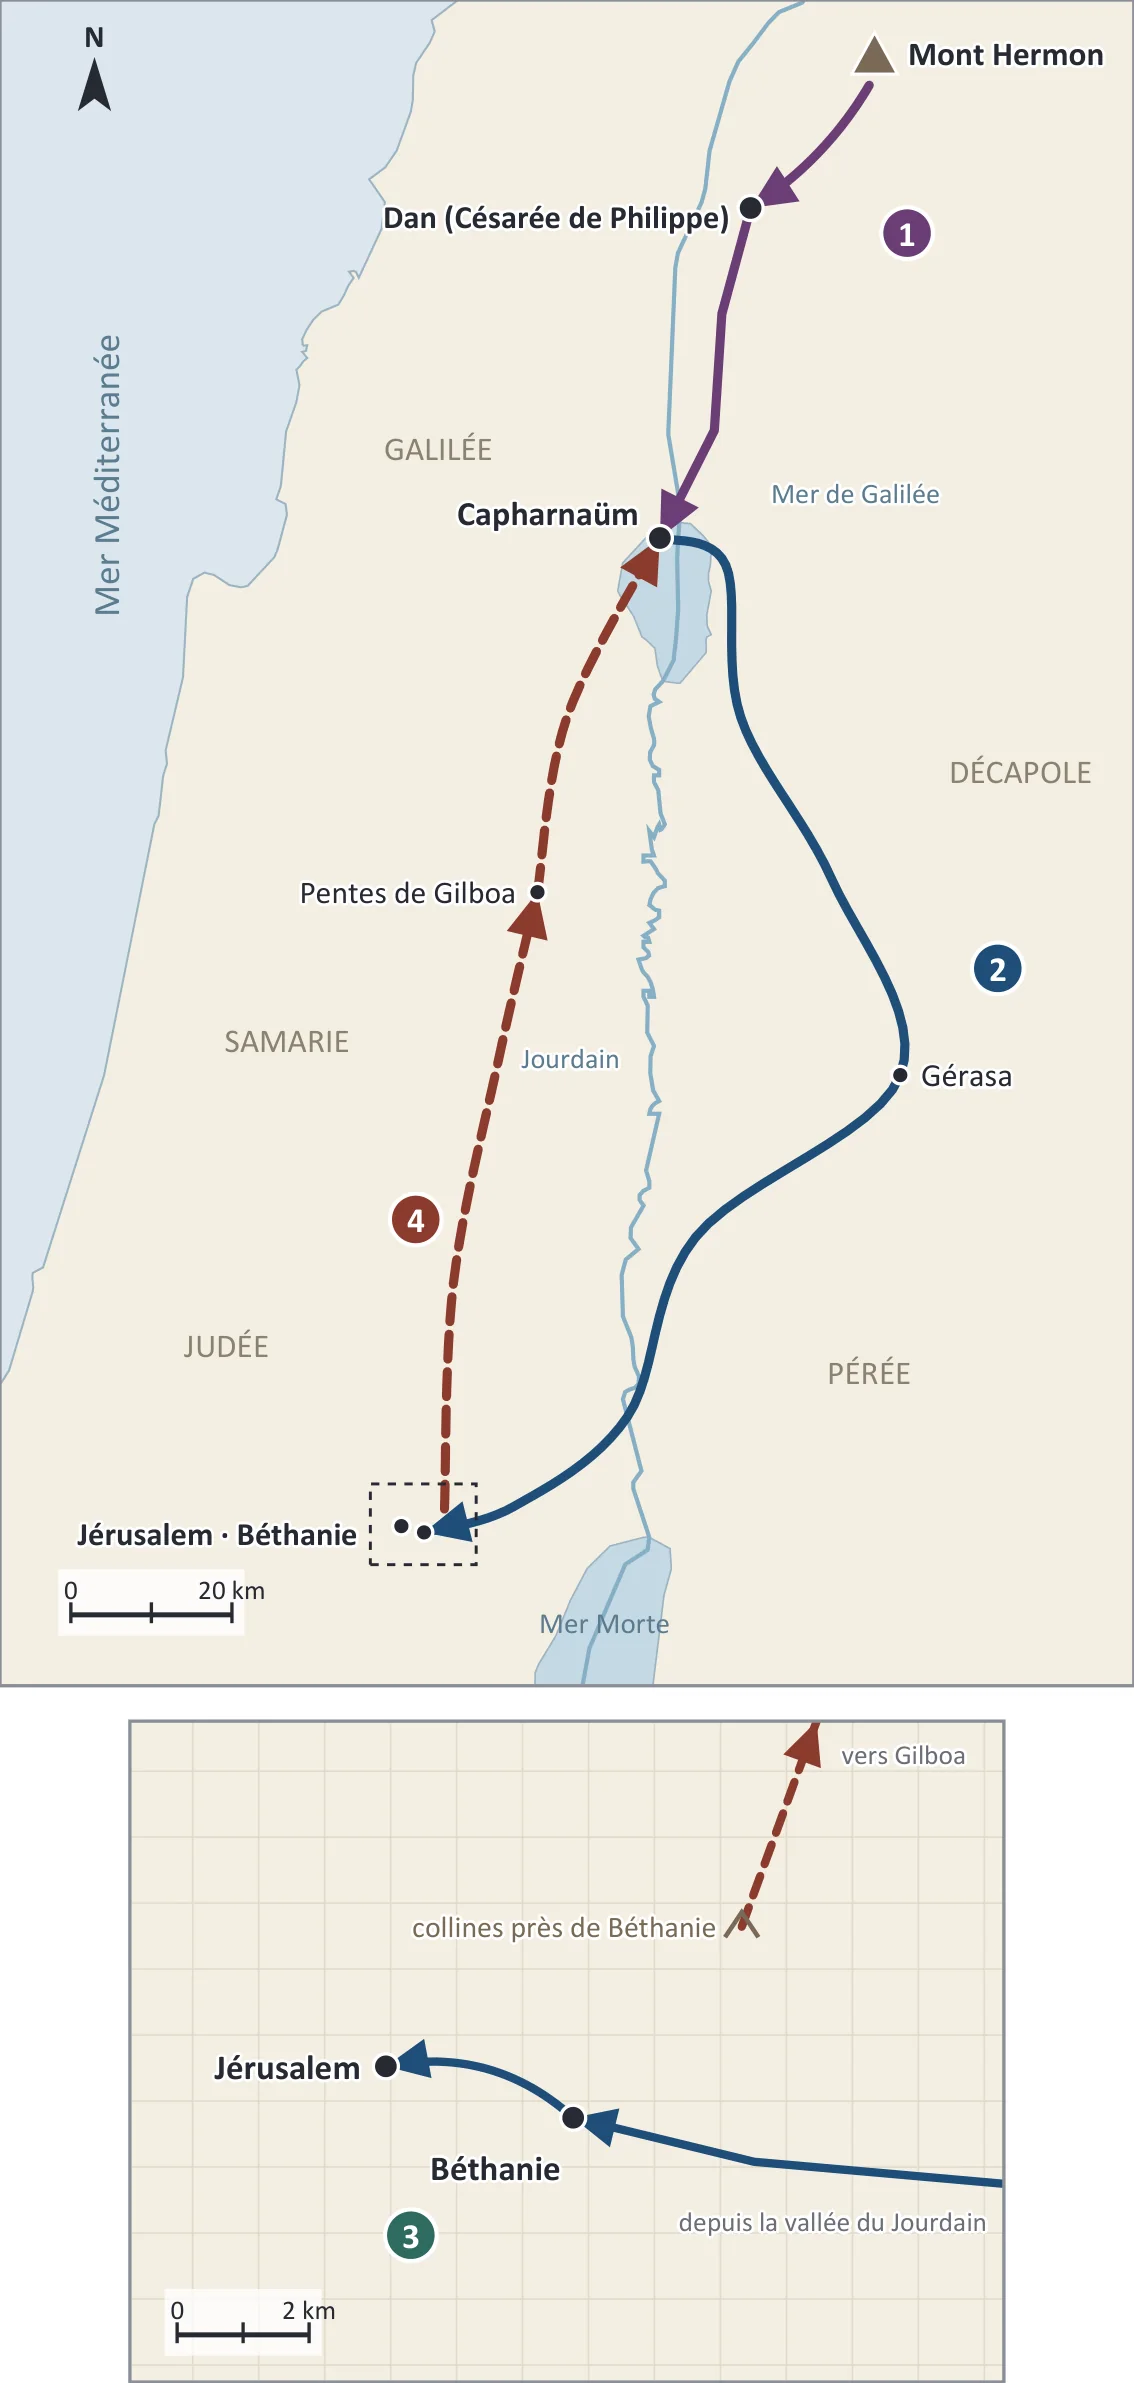 N
Mont Hermon
Dan (Césarée de Philippe)
1
Mer Méditerranée
GALILÉE
Mer de Galilée
Capharnaüm
DÉCAPOLE
Pentes de Gilboa
2
SAMARIE
Jourdain
Gérasa
4
JUDÉE
PÉRÉE
Jérusalem · Béthanie
0 20 km
Mer Morte
vers Gilboa
collines près de Béthanie
Jérusalem
Béthanie
depuis la vallée du Jourdain
3
0 2 km